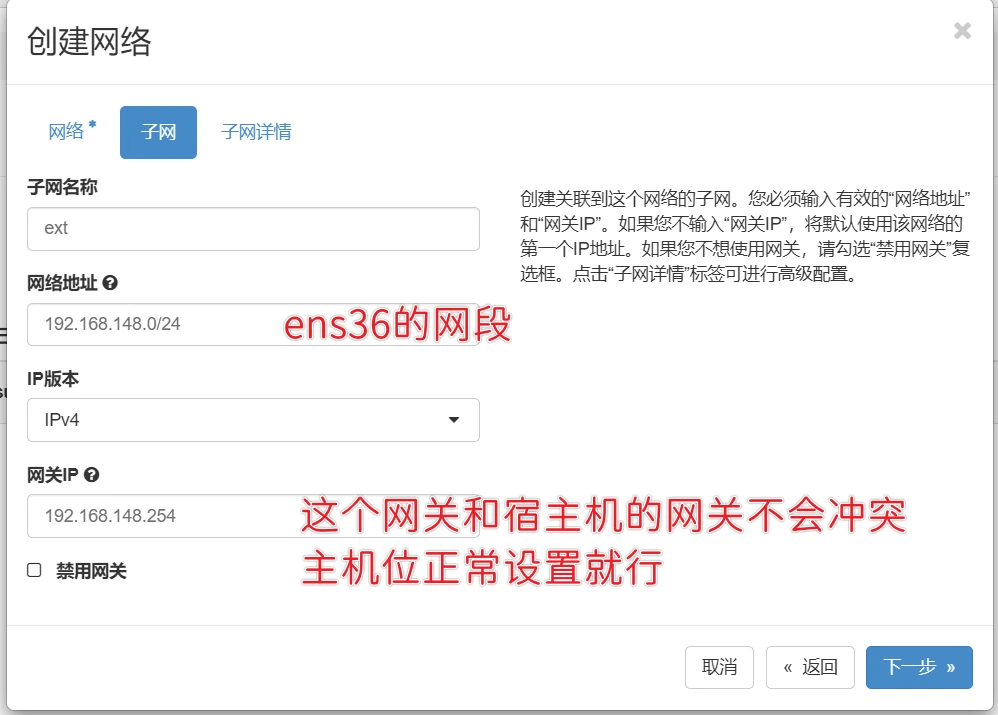 创建网络
×
网络 *
子网
子网详情
子网名称
ext
网络地址
192.168.148.0/24
ens36的网段
IP版本
IPv4
网关IP
192.168.148.254
这个网关和宿主机的网关不会冲突
主机位正常设置就行
禁用网关
创建关联到这个网络的子网。您必须输入有效的“网络地址”
和“网关IP”。如果您不输入“网关IP”，将默认使用该网络的
第一个IP地址。如果您不想使用网关，请勾选“禁用网关”复
选框。点击“子网详情”标签可进行高级配置。
取消
« 返回
下一步 »